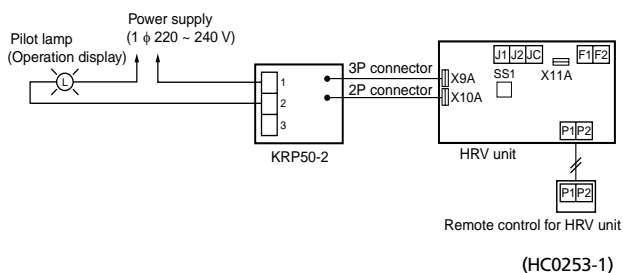 Power supply
(1 ϕ 220 ~ 240 V)
Pilot lamp
(Operation display)
L
1
2
3
KRP50-2
3P connector
2P connector
X9A
X10A
J1 J2 JC
F1 F2
SS1
X11A
P1 P2
HRV unit
P1 P2
Remote control for HRV unit
(HC0253-1)